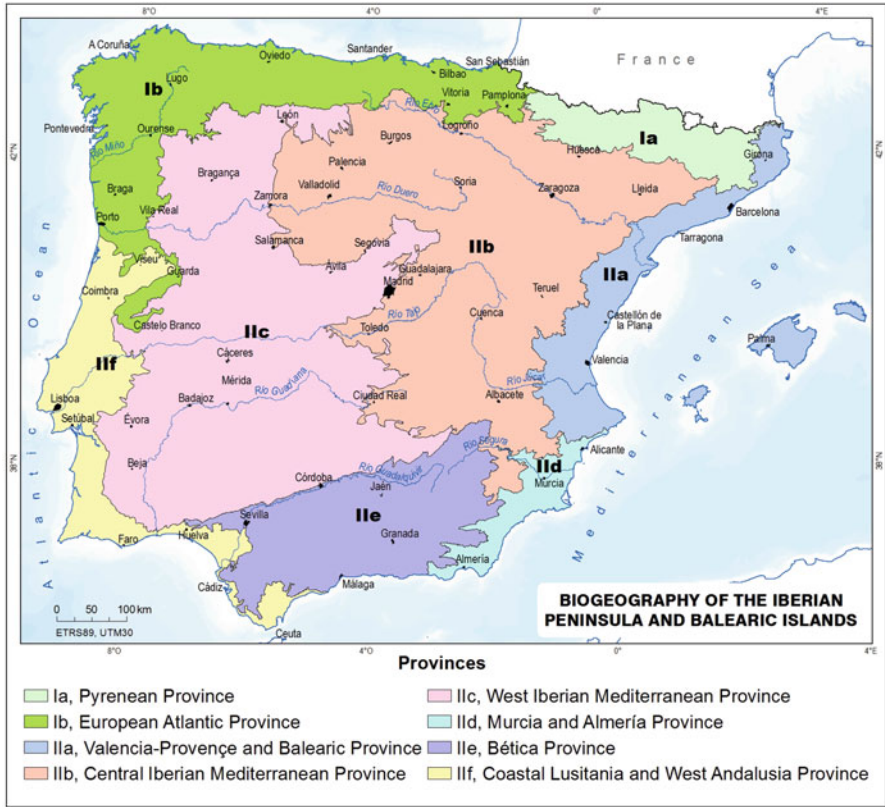 8°O
4°O
0°
4°E
A Coruña
Oviedo
Santander
San Sebastián
France
Lugo
Bilbao
Ib
Vitoria
Pamplona
León
Río Ebro
Pontevedra
Ourense
Logroño
Ia
42°N
Río Miño
Burgos
Huesca
Girona
42°N
Palencia
Bragança
Soria
Braga
Zamora
Valladolid
Río Duero
Zaragoza
Lleida
Porto
Vila Real
Barcelona
Salamanca
Segovia
IIb
Tarragona
Viseu
Guarda
Ávila
Guadalajara
IIa
Madrid
Coimbra
Teruel
Cuenca
Castellón de
la Plana
Castelo Branco
IIc
Río Tajo
Toledo
Palma
IIf
Cáceres
Valencia
Mérida
Río Guadiana
Río Júcar
Lisboa
Badajoz
Ciudad Real
Albacete
Setúbal
Évora
Río Segura
38°N
Alicante
38°N
Beja
IId
Córdoba
Río Guadalquivir
Murcia
Jaén
Sevilla
IIe
Huelva
Granada
Faro
Almería
Cádiz
Málaga
Ceuta
Atlantic Ocean
Mediterranean Sea
0 50 100 km
ETRS89, UTM30
BIOGEOGRAPHY OF THE IBERIAN
PENINSULA AND BALEARIC ISLANDS
8°O
4°O
0°
4°E
Provinces
Ia, Pyrenean Province
Ib, European Atlantic Province
IIa, Valencia-Provençe and Balearic Province
IIb, Central Iberian Mediterranean Province
IIc, West Iberian Mediterranean Province
IId, Murcia and Almería Province
IIe, Bética Province
IIf, Coastal Lusitania and West Andalusia Province